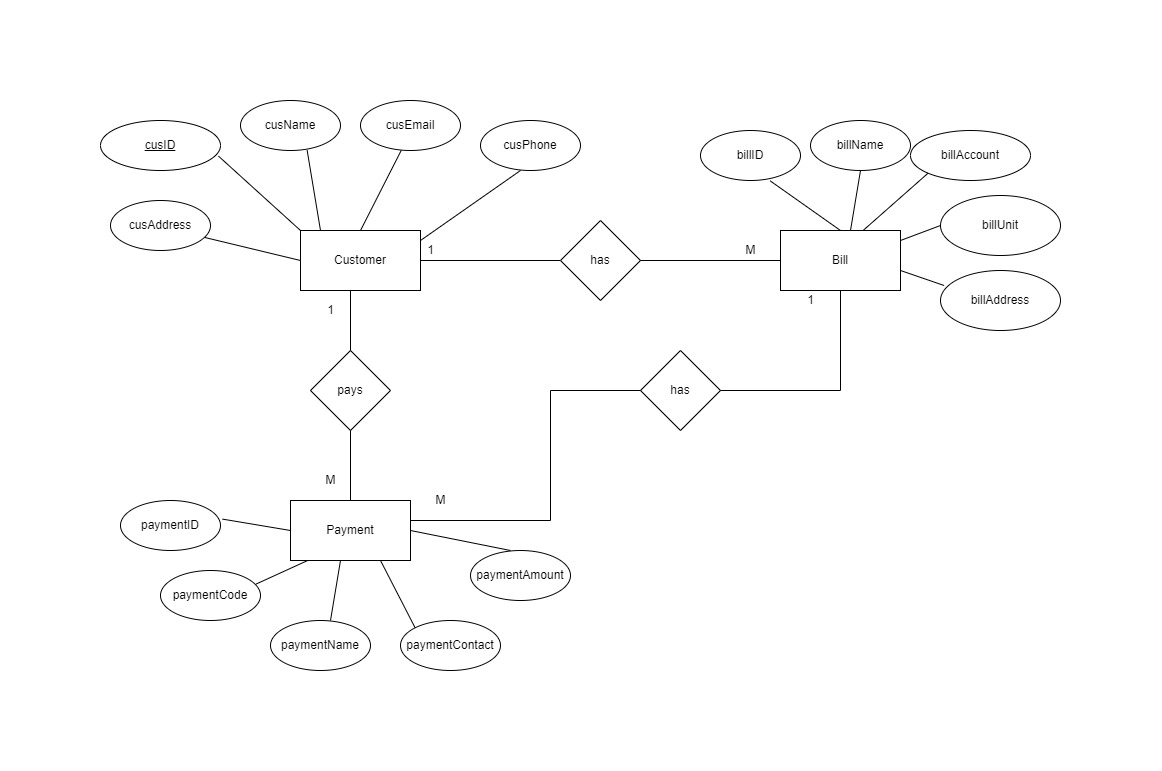 cusID
cusName
cusEmail
cusPhone
cusAddress
Customer
1
has
M
Bill
billID
billName
billAccount
billUnit
billAddress
1
1
pays
has
M
M
Payment
paymentID
paymentCode
paymentName
paymentContact
paymentAmount